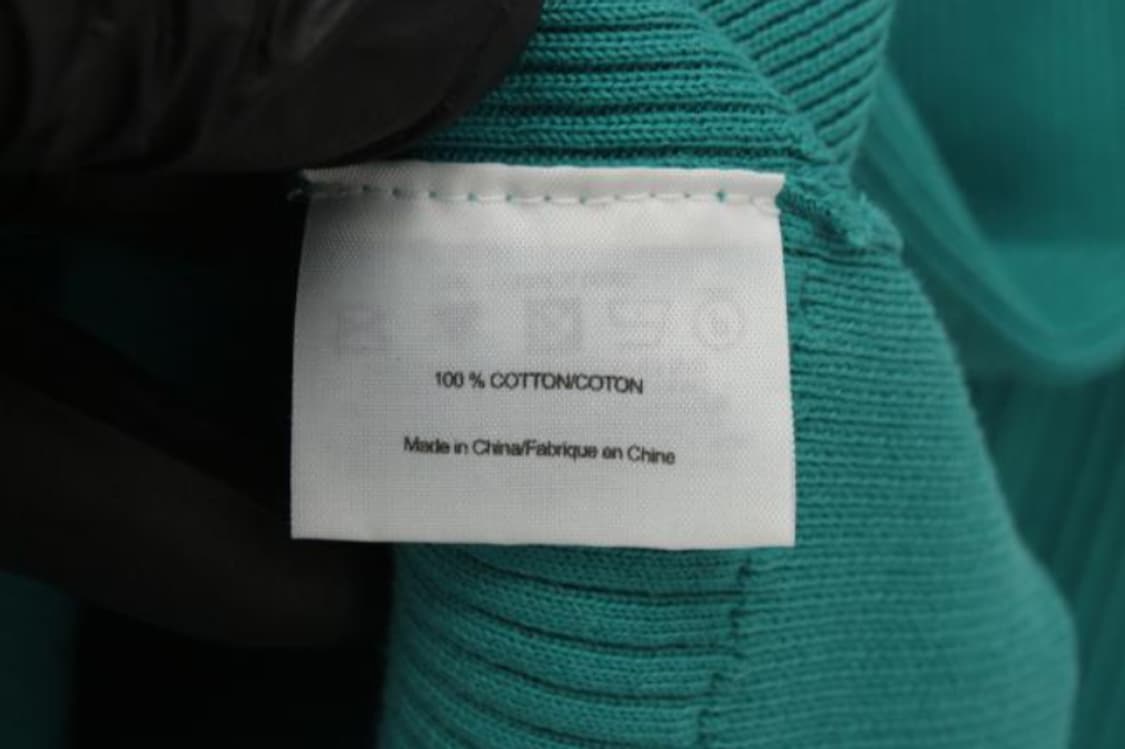 100 % COTTON/COTON
Made in China/Fabrique en Chine